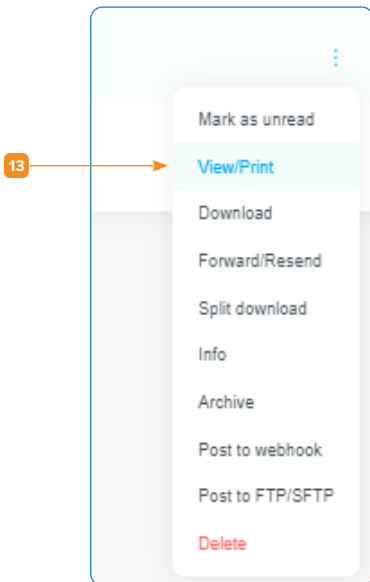 Mark as unread
13
View/Print
Download
Forward/Resend
Split download
Info
Archive
Post to webhook
Post to FTP/SFTP
Delete